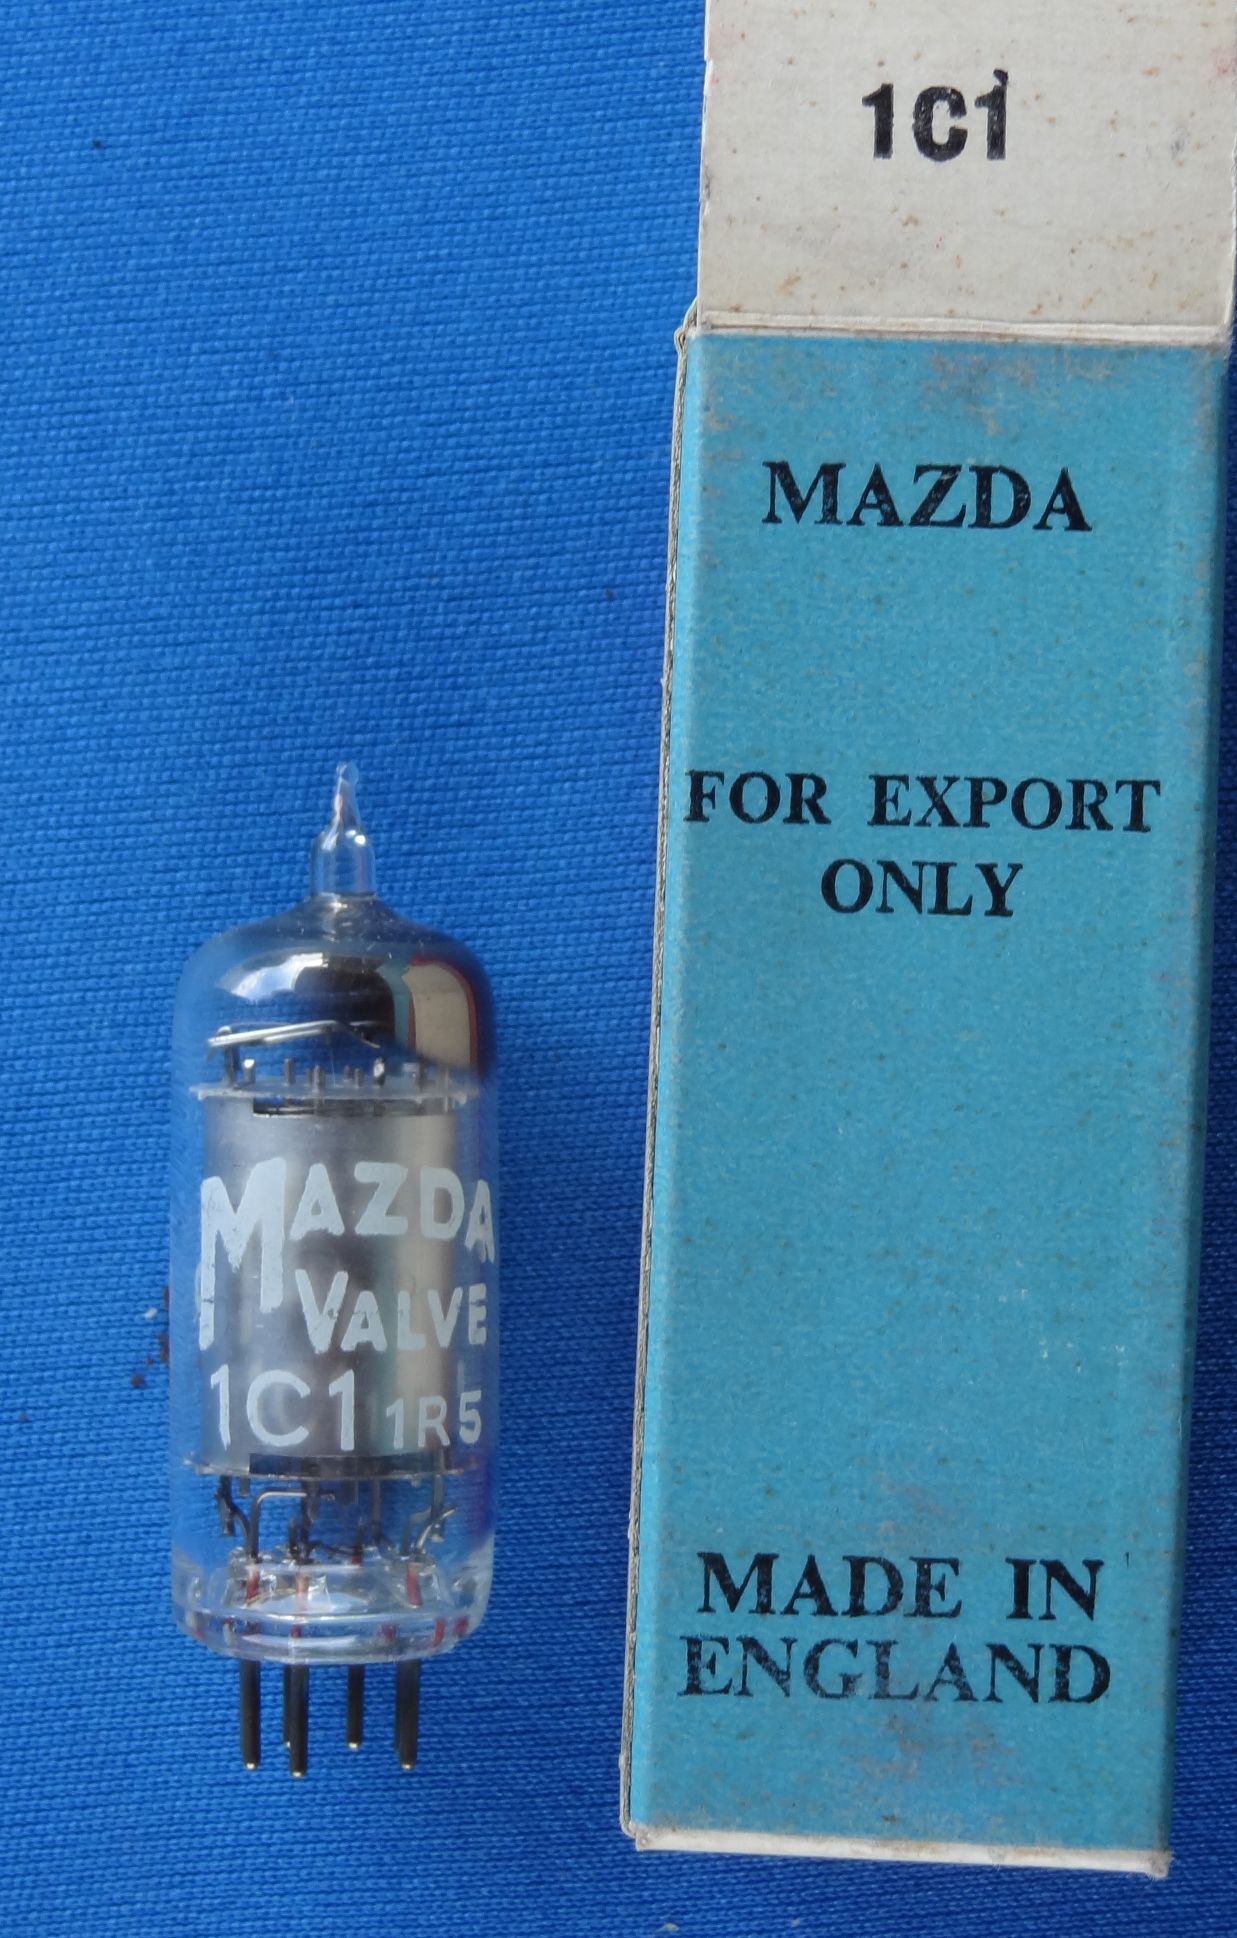 1C1
MAZDA
FOR EXPORT
ONLY
MADE IN
ENGLAND
MAZDA
VALVE
1C1 1R5